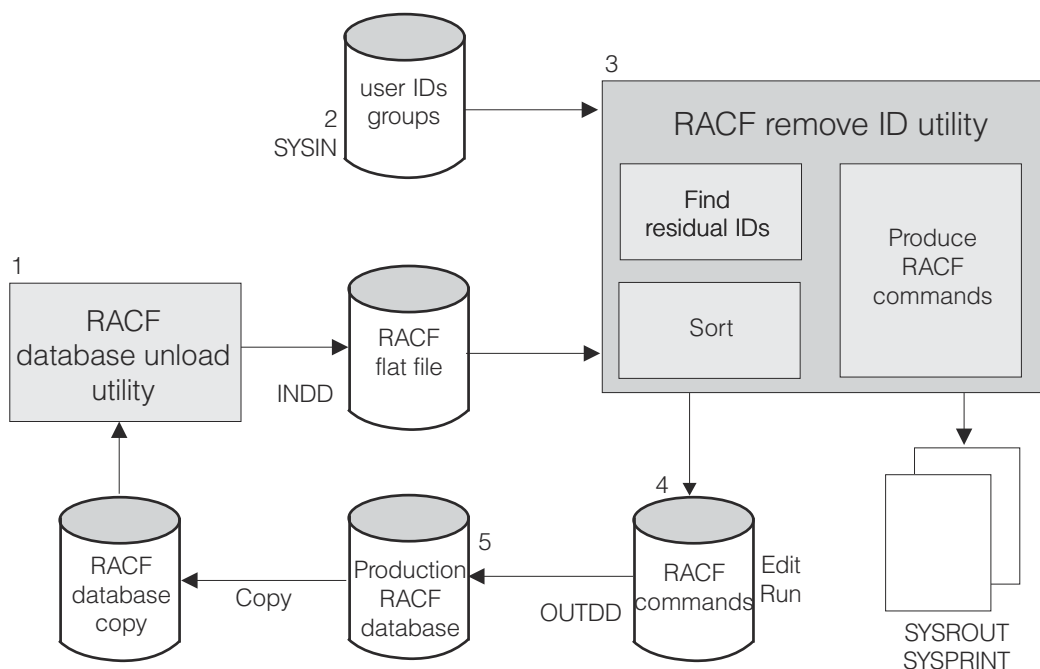 user IDs
groups
2
SYSIN
3
RACF remove ID utility
Find
residual IDs
Sort
Produce
RACF
commands
1
RACF
database unload
utility
INDD
RACF
flat file
RACF
database
copy
Copy
Production
RACF
database
5
OUTDD
4
RACF
commands
Edit
Run
SYSROUT
SYSPRINT